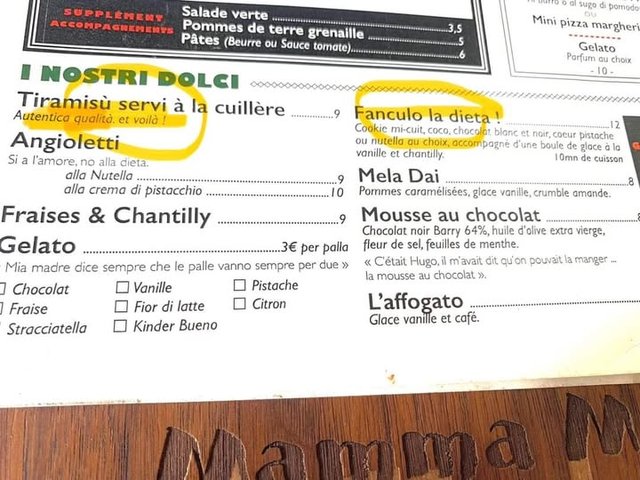 SUPPLÉMENT
ACCOMPAGNEMENTS
Salade verte
Pommes de terre grenaille 3,5
Pâtes (Beurre ou Sauce tomate) 5
6
au sugo di pomodo
ou
Mini pizza margheri
Gelato
Parfum au choix
- 10 -
I NOSTRI DOLCI
Tiramisù servi à la cuillère 9
Autentica qualità. et voilà !
Angioletti
Si a l'amore, no alla dieta.
alla Nutella 9
alla crema di pistacchio 10
Fraises & Chantilly 9
Gelato 3€ per palla
« Mia madre dice sempre che le palle vanno sempre per due »
Chocolat
Vanille
Pistache
Fraise
Fior di latte
Citron
Stracciatella
Kinder Bueno
Fanculo la dieta ! 12
Cookie mi-cuit, coco, chocolat blanc et noir, cœur pistache
ou nutella au choix, accompagné d'une boule de glace à la
vanille et chantilly.
10mn de cuisson
Mela Dai 8
Pommes caramélisées, glace vanille, crumble amande.
Mousse au chocolat 8
Chocolat noir Barry 64%, huile d'olive extra vierge,
fleur de sel, feuilles de menthe.
« C'était Hugo, il m'avait dit qu'on pouvait la manger ...
la mousse au chocolat ».
L'affogato
Glace vanille et café.
Mamma M